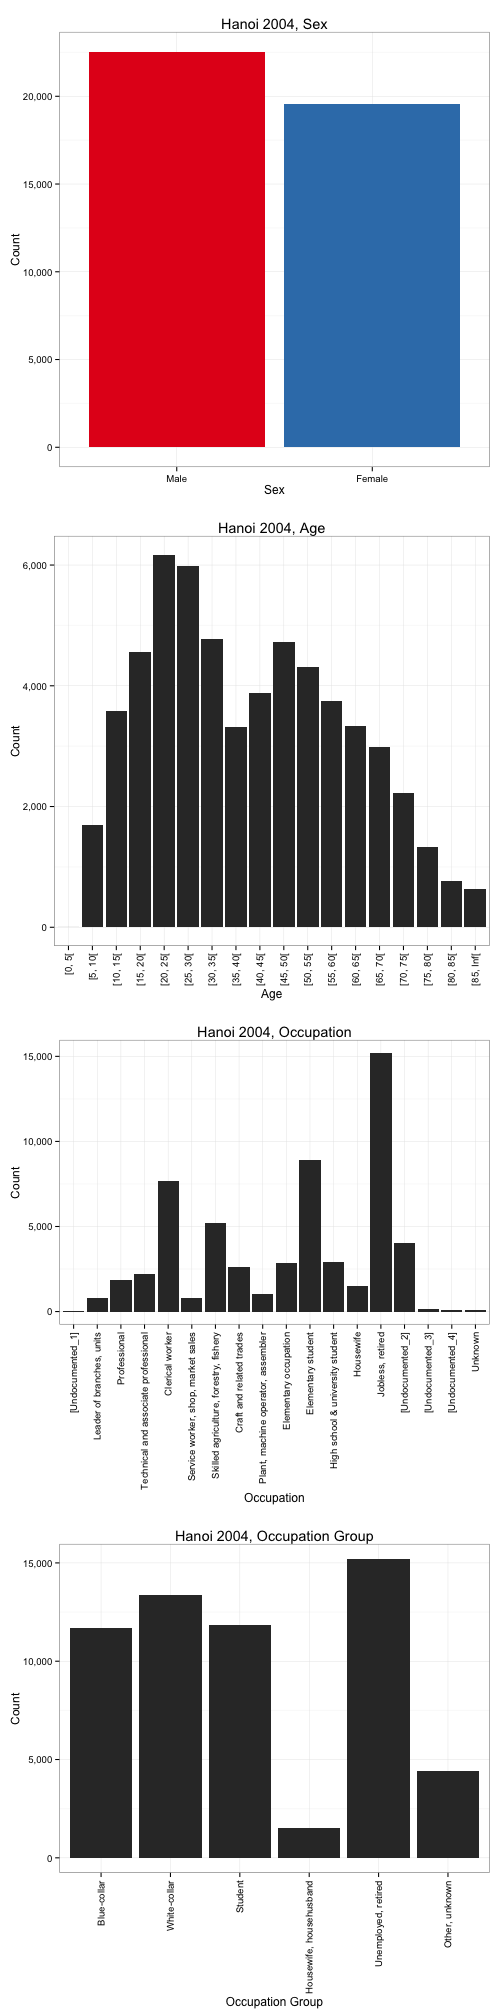 Hanoi 2004, Sex
Count
20,000
15,000
10,000
5,000
0
Male Female
Sex
Hanoi 2004, Age
Count
6,000
4,000
2,000
0
[0, 5[
[5, 10[
[10, 15[
[15, 20[
[20, 25[
[25, 30[
[30, 35[
[35, 40[
[40, 45[
[45, 50[
[50, 55[
[55, 60[
[60, 65[
[65, 70[
[70, 75[
[75, 80[
[80, 85[
[85, Inf[
Age
Hanoi 2004, Occupation
Count
15,000
10,000
5,000
0
[Undocumented_1]
Leader of branches, units
Professional
Technical and associate professional
Clerical worker
Service worker, shop, market sales
Skilled agriculture, forestry, fishery
Craft and related trades
Plant, machine operator, assembler
Elementary occupation
Elementary student
High school & university student
Housewife
Jobless, retired
[Undocumented_2]
[Undocumented_3]
[Undocumented_4]
Unknown
Occupation
Hanoi 2004, Occupation Group
Count
15,000
10,000
5,000
0
Blue-collar
White-collar
Student
Housewife, househusband
Unemployed, retired
Other, unknown
Occupation Group